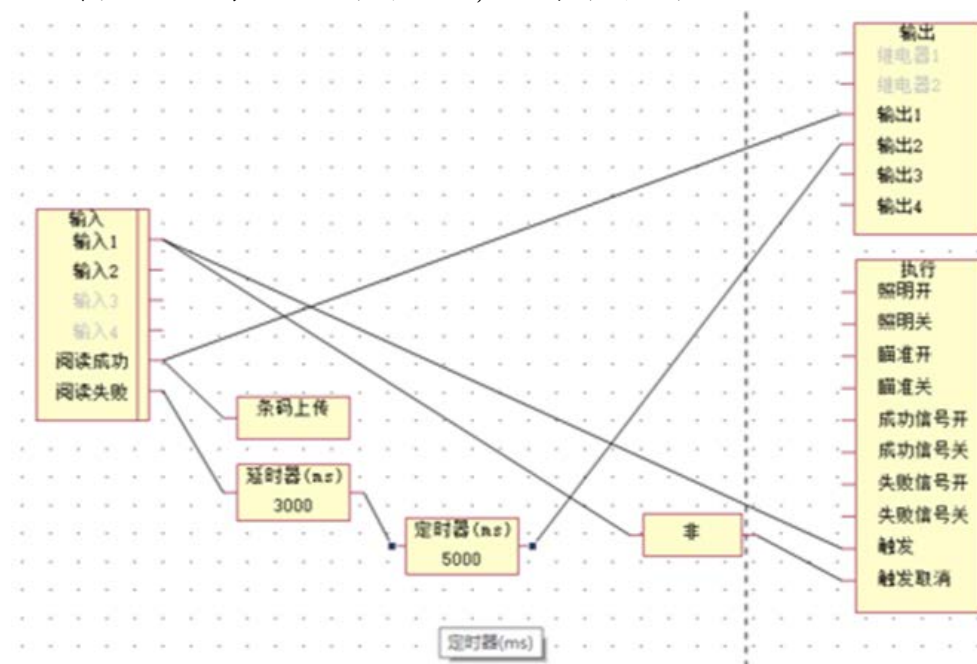 输出
继电器1
继电器2
输出1
输出2
输出3
输出4
输入
输入1
输入2
输入3
输入4
阅读成功
阅读失败
条码上传
延时器(ms)
3000
定时器(ms)
5000
非
执行
照明开
照明关
瞄准开
瞄准关
成功信号开
成功信号关
失败信号开
失败信号关
触发
触发取消
定时器(ms)